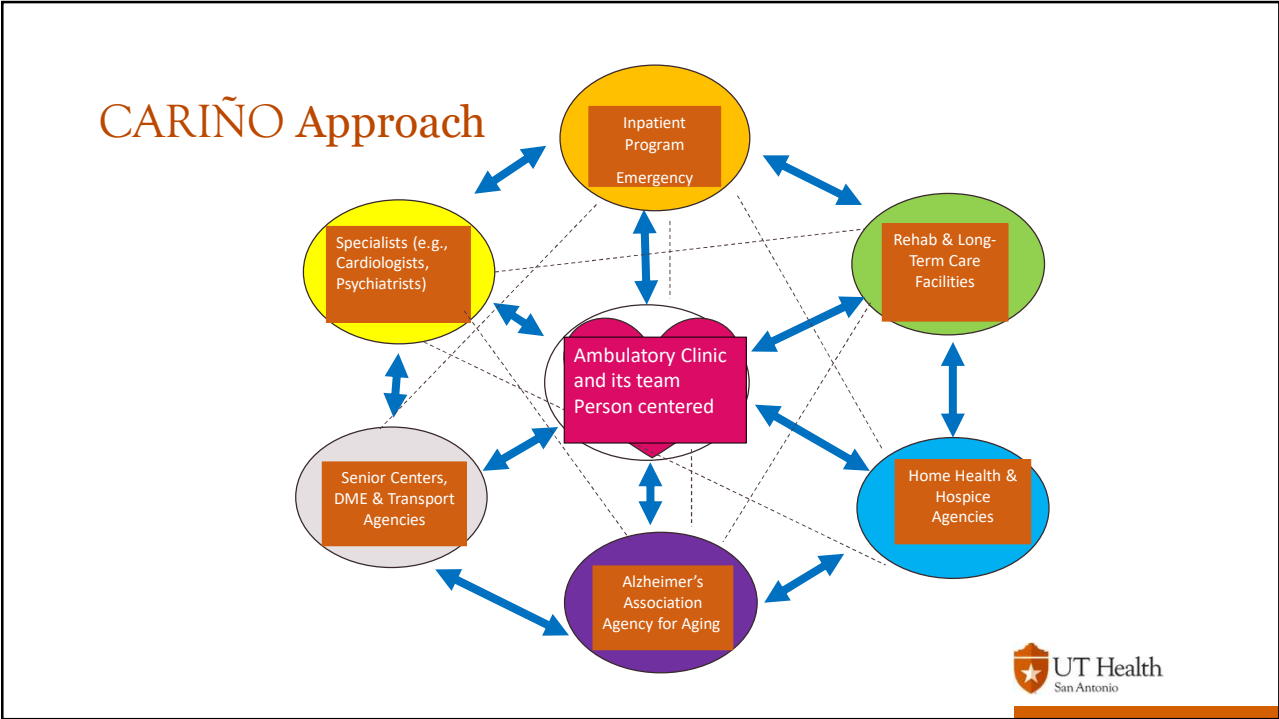 CARIÑO Approach
Inpatient
Program
Emergency
Specialists (e.g.,
Cardiologists,
Psychiatrists)
Rehab & Long-
Term Care
Facilities
Ambulatory Clinic
and its team
Person centered
Senior Centers,
DME & Transport
Agencies
Home Health &
Hospice
Agencies
Alzheimer’s
Association
Agency for Aging
UT Health
San Antonio